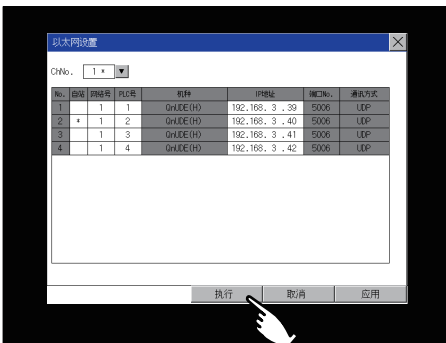 以太网设置
ChNo. 1 * ▼
No. 自站 网络号 PLC号 机种 IP地址 端口No. 通讯方式
1 1 1 QnUDE(H) 192.168. 3 .39 5006 UDP
2 * 1 2 QnUDE(H) 192.168. 3 .40 5006 UDP
3 1 3 QnUDE(H) 192.168. 3 .41 5006 UDP
4 1 4 QnUDE(H) 192.168. 3 .42 5006 UDP
执行 取消 应用